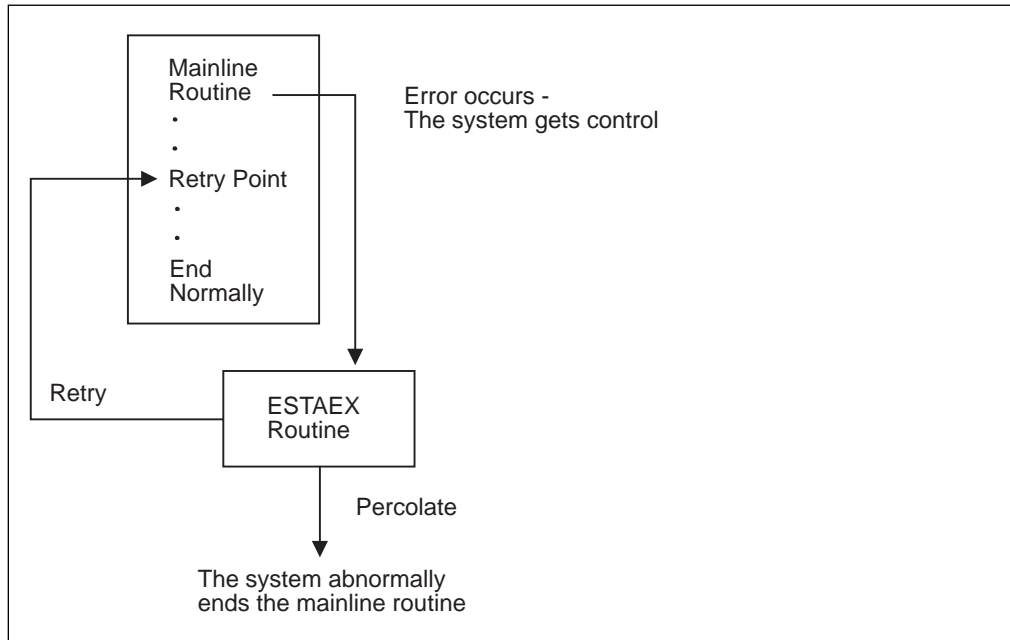 Mainline
Routine
.
.
Retry Point
.
.
End
Normally
Error occurs -
The system gets control
Retry
ESTAEX
Routine
Percolate
The system abnormally
ends the mainline routine